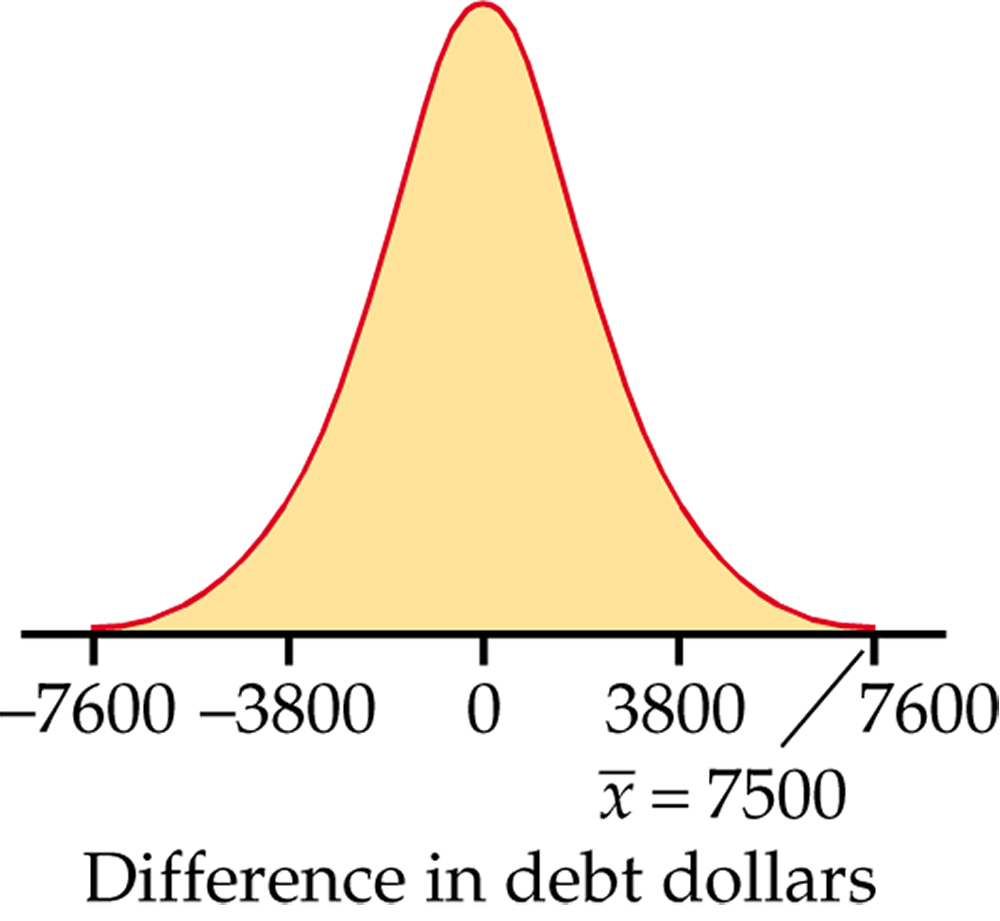 –7600 –3800 0 3800 7600
x̅ = 7500
Difference in debt dollars